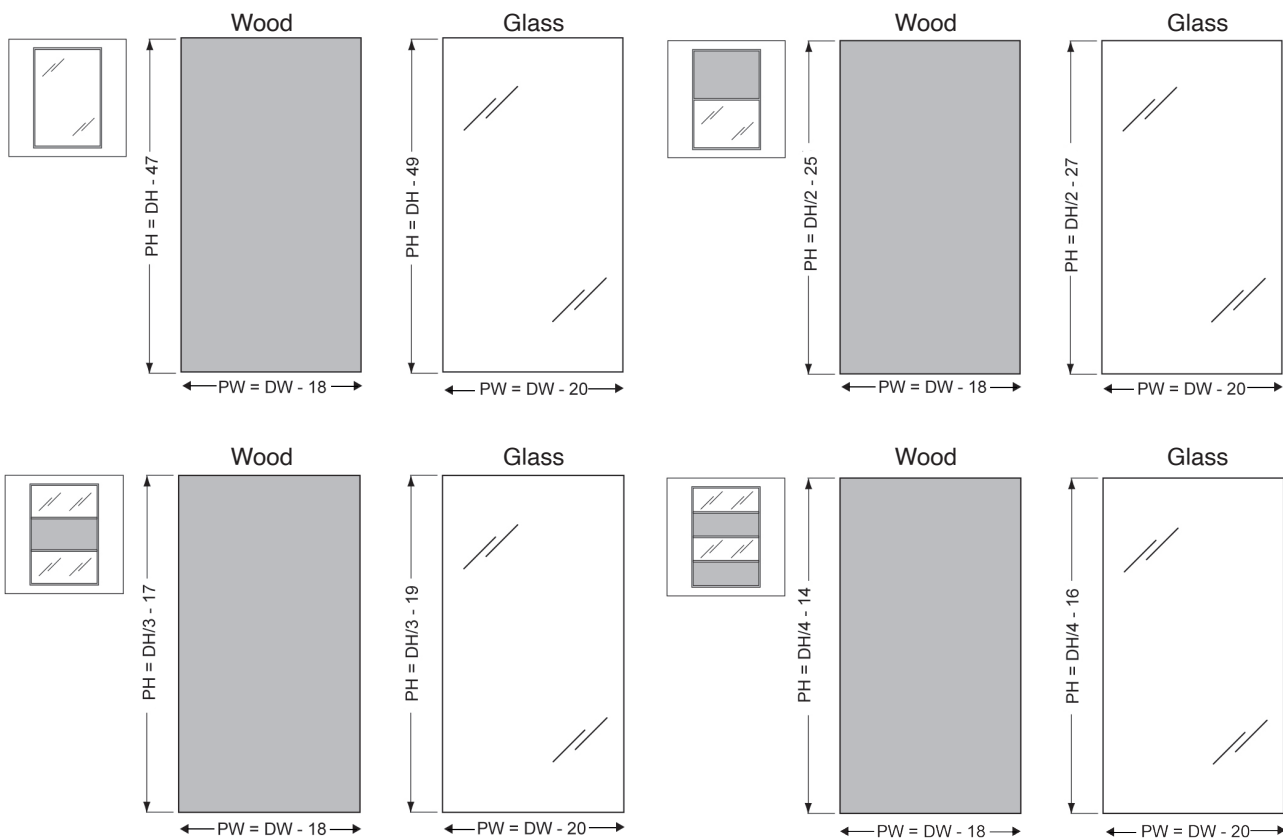 Wood
Glass
PH = DH - 47
PH = DH - 49
PW = DW - 18
PW = DW - 20
Wood
Glass
PH = DH/2 - 25
PH = DH/2 - 27
PW = DW - 18
PW = DW - 20
Wood
Glass
PH = DH/3 - 17
PH = DH/3 - 19
PW = DW - 18
PW = DW - 20
Wood
Glass
PH = DH/4 - 14
PH = DH/4 - 16
PW = DW - 18
PW = DW - 20